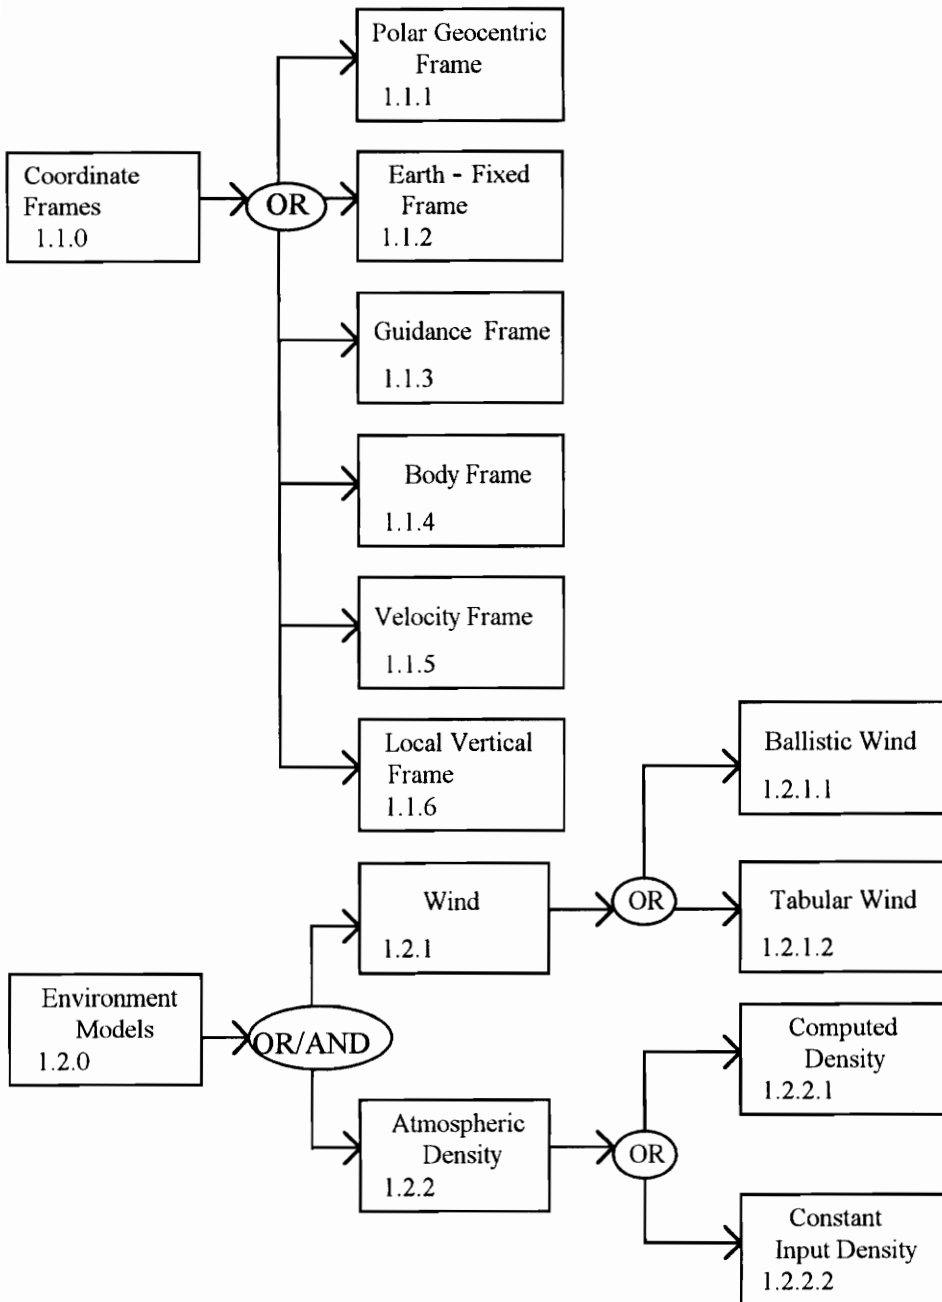 Polar Geocentric
Frame
1.1.1
Coordinate
Frames
1.1.0
OR
Earth - Fixed
Frame
1.1.2
Guidance Frame
1.1.3
Body Frame
1.1.4
Velocity Frame
1.1.5
Local Vertical
Frame
1.1.6
Ballistic Wind
1.2.1.1
Wind
1.2.1
OR
Tabular Wind
1.2.1.2
Environment
Models
1.2.0
OR/AND
Computed
Density
1.2.2.1
Atmospheric
Density
1.2.2
OR
Constant
Input Density
1.2.2.2